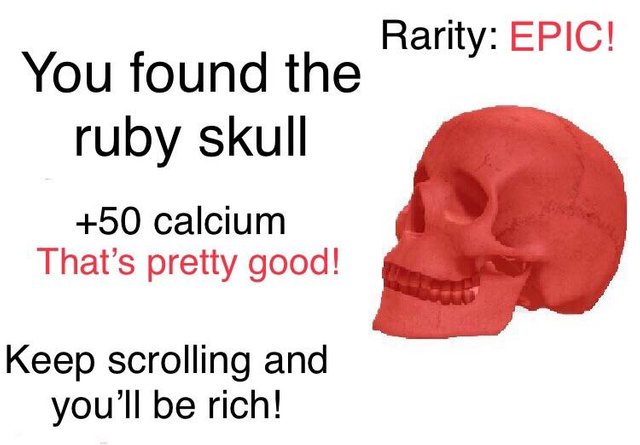 Rarity: EPIC!
You found the
ruby skull
+50 calcium
That's pretty good!
Keep scrolling and
you'll be rich!